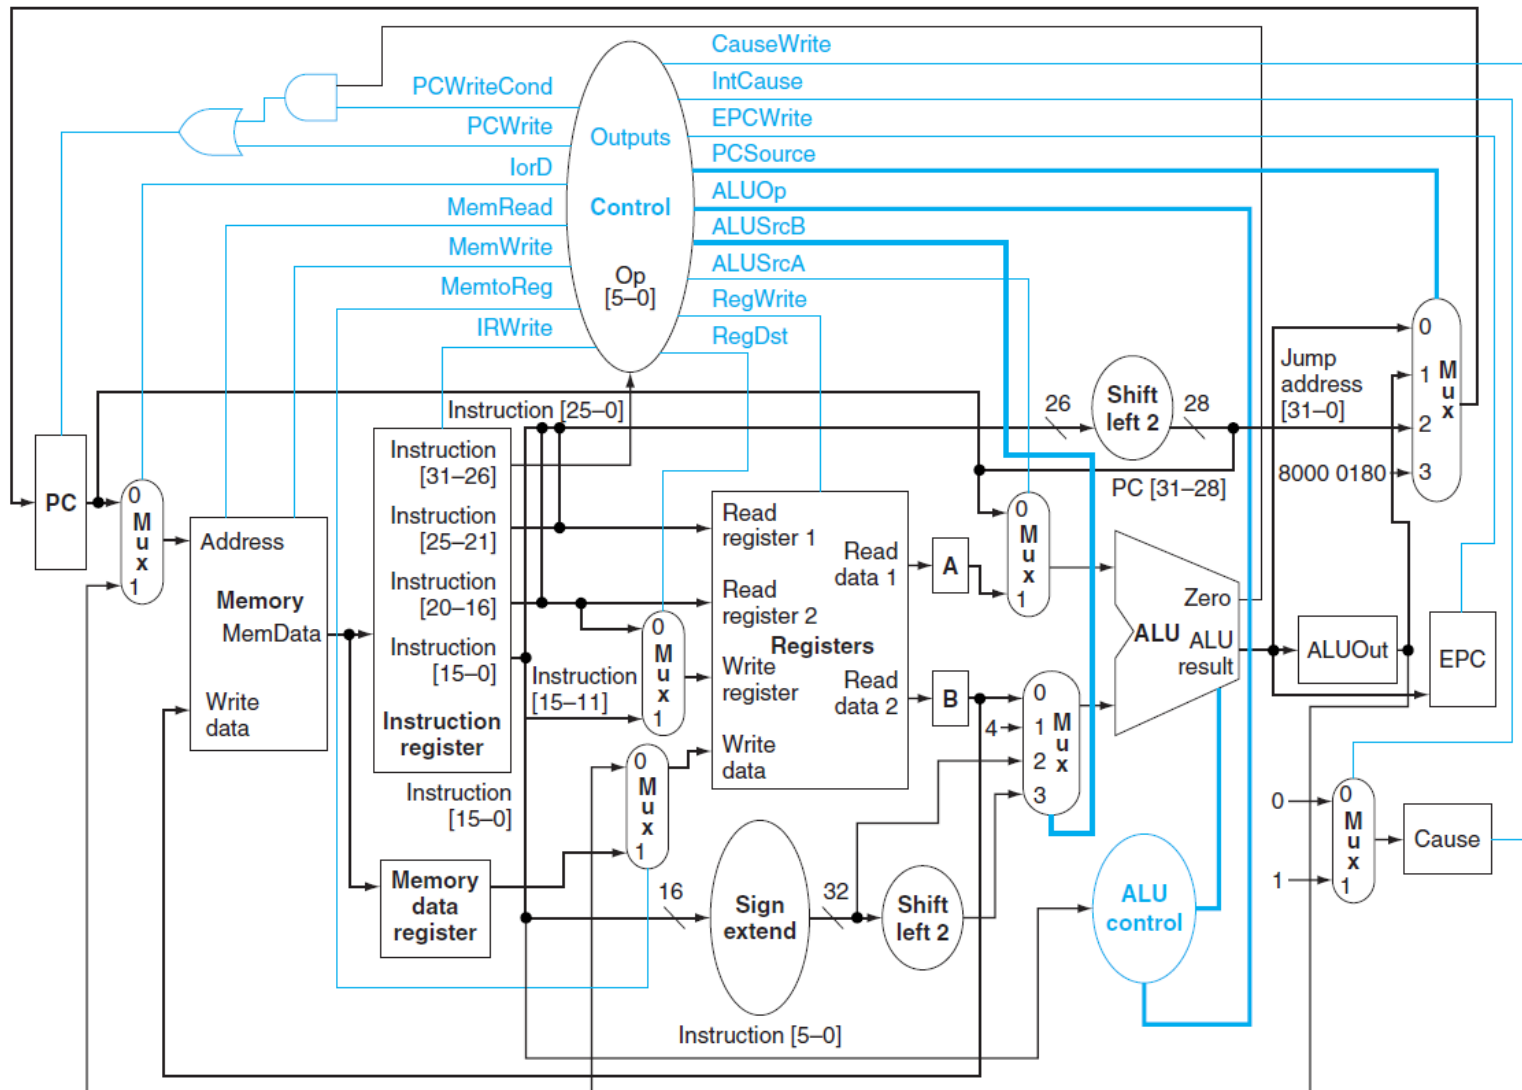 CauseWrite
IntCause
EPCWrite
PCSource
ALUOp
ALUSrcB
ALUSrcA
RegWrite
RegDst
PCWriteCond
PCWrite
IorD
MemRead
MemWrite
MemtoReg
IRWrite
Outputs
Control
Op
[5–0]
PC
0
M
u
x
1
Address
Memory
MemData
Write
data
Instruction [25–0]
Instruction
[31–26]
Instruction
[25–21]
Instruction
[20–16]
Instruction
[15–0]
Instruction
register
Instruction
[15–0]
Memory
data
register
Instruction
[15–11]
0
M
u
x
1
0
M
u
x
1
Read
register 1
Read
register 2
Registers
Write
register
Write
data
Read
data 1
Read
data 2
A
B
16
Sign
extend
32
Shift
left 2
Instruction [5–0]
26
Shift
left 2
28
PC [31–28]
0
M
u
x
1
4
0
1 M
u
2 x
3
Zero
ALU
ALU
result
ALU
control
Jump
address
[31–0]
8000 0180
0
1 M
u
x
2
3
ALUOut
EPC
0
1
0
M
u
x
1
Cause